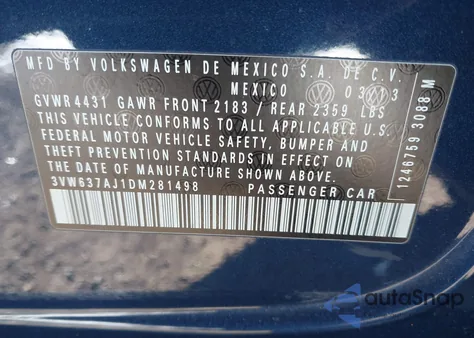 MFD BY VOLKSWAGEN DE MEXICO S.A. DE C.V.
MEXICO 03/13
GVWR 4431 GAWR FRONT 2183 / REAR 2359 LBS
THIS VEHICLE CONFORMS TO ALL APPLICABLE U.S.
FEDERAL MOTOR VEHICLE SAFETY, BUMPER AND
THEFT PREVENTION STANDARDS IN EFFECT ON
THE DATE OF MANUFACTURE SHOWN ABOVE.
3VW637AJ1DM281498 PASSENGER CAR
1246759 3088 M
autoSnap